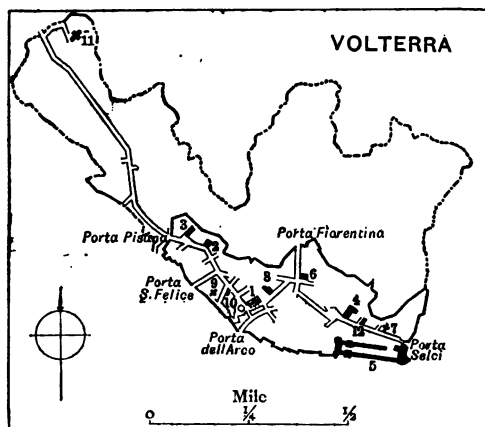 VOLTERRA
11
Porta Pisana
3
2
Porta Fiorentina
Porta
S. Felice
9
10
1
8
6
4
12
7
Porta
dell'Arco
Porta
Selci
5
Mile
0 1/4 1/2